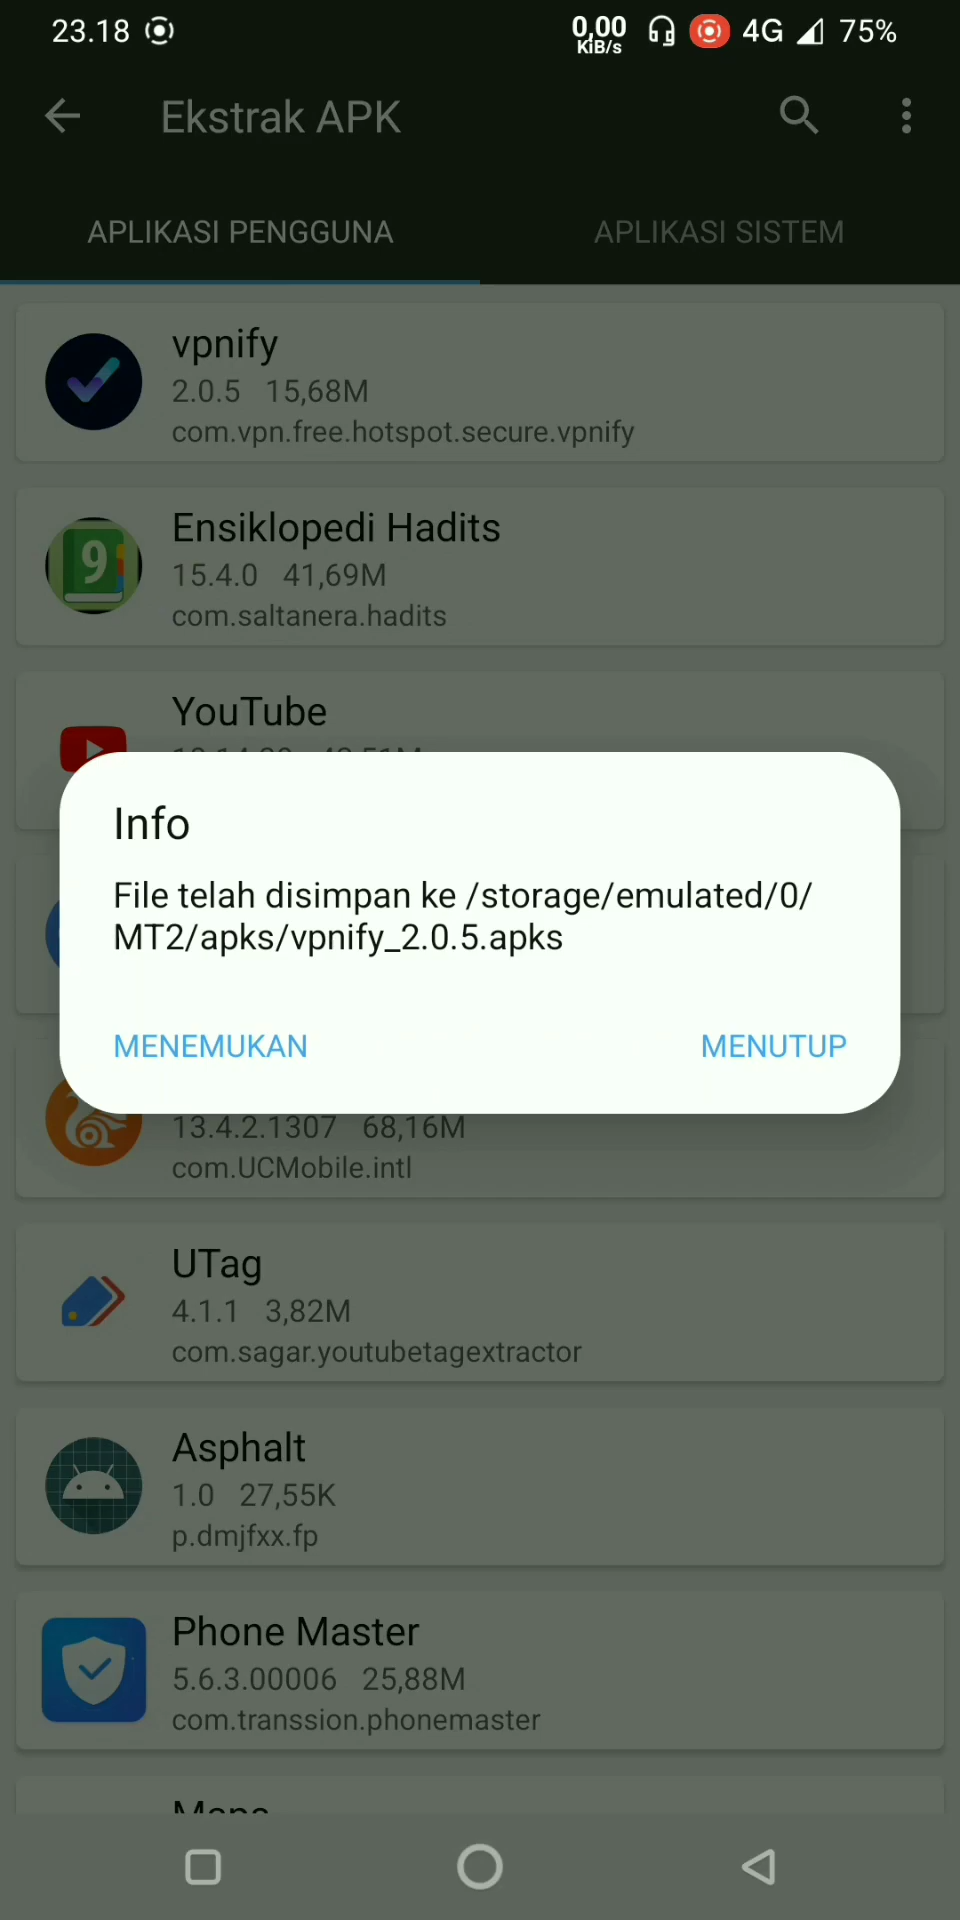 23.18 0,00 KiB/s 4G 75%
Ekstrak APK
APLIKASI PENGGUNA APLIKASI SISTEM
vpnify
2.0.5 15,68M
com.vpn.free.hotspot.secure.vpnify
9
Ensiklopedi Hadits
15.4.0 41,69M
com.saltanera.hadits
YouTube
Info
File telah disimpan ke /storage/emulated/0/
MT2/apks/vpnify_2.0.5.apks
MENEMUKAN MENUTUP
13.4.2.1307 68,16M
com.UCMobile.intl
UTag
4.1.1 3,82M
com.sagar.youtubetagextractor
Asphalt
1.0 27,55K
p.dmjfxx.fp
Phone Master
5.6.3.00006 25,88M
com.transsion.phonemaster